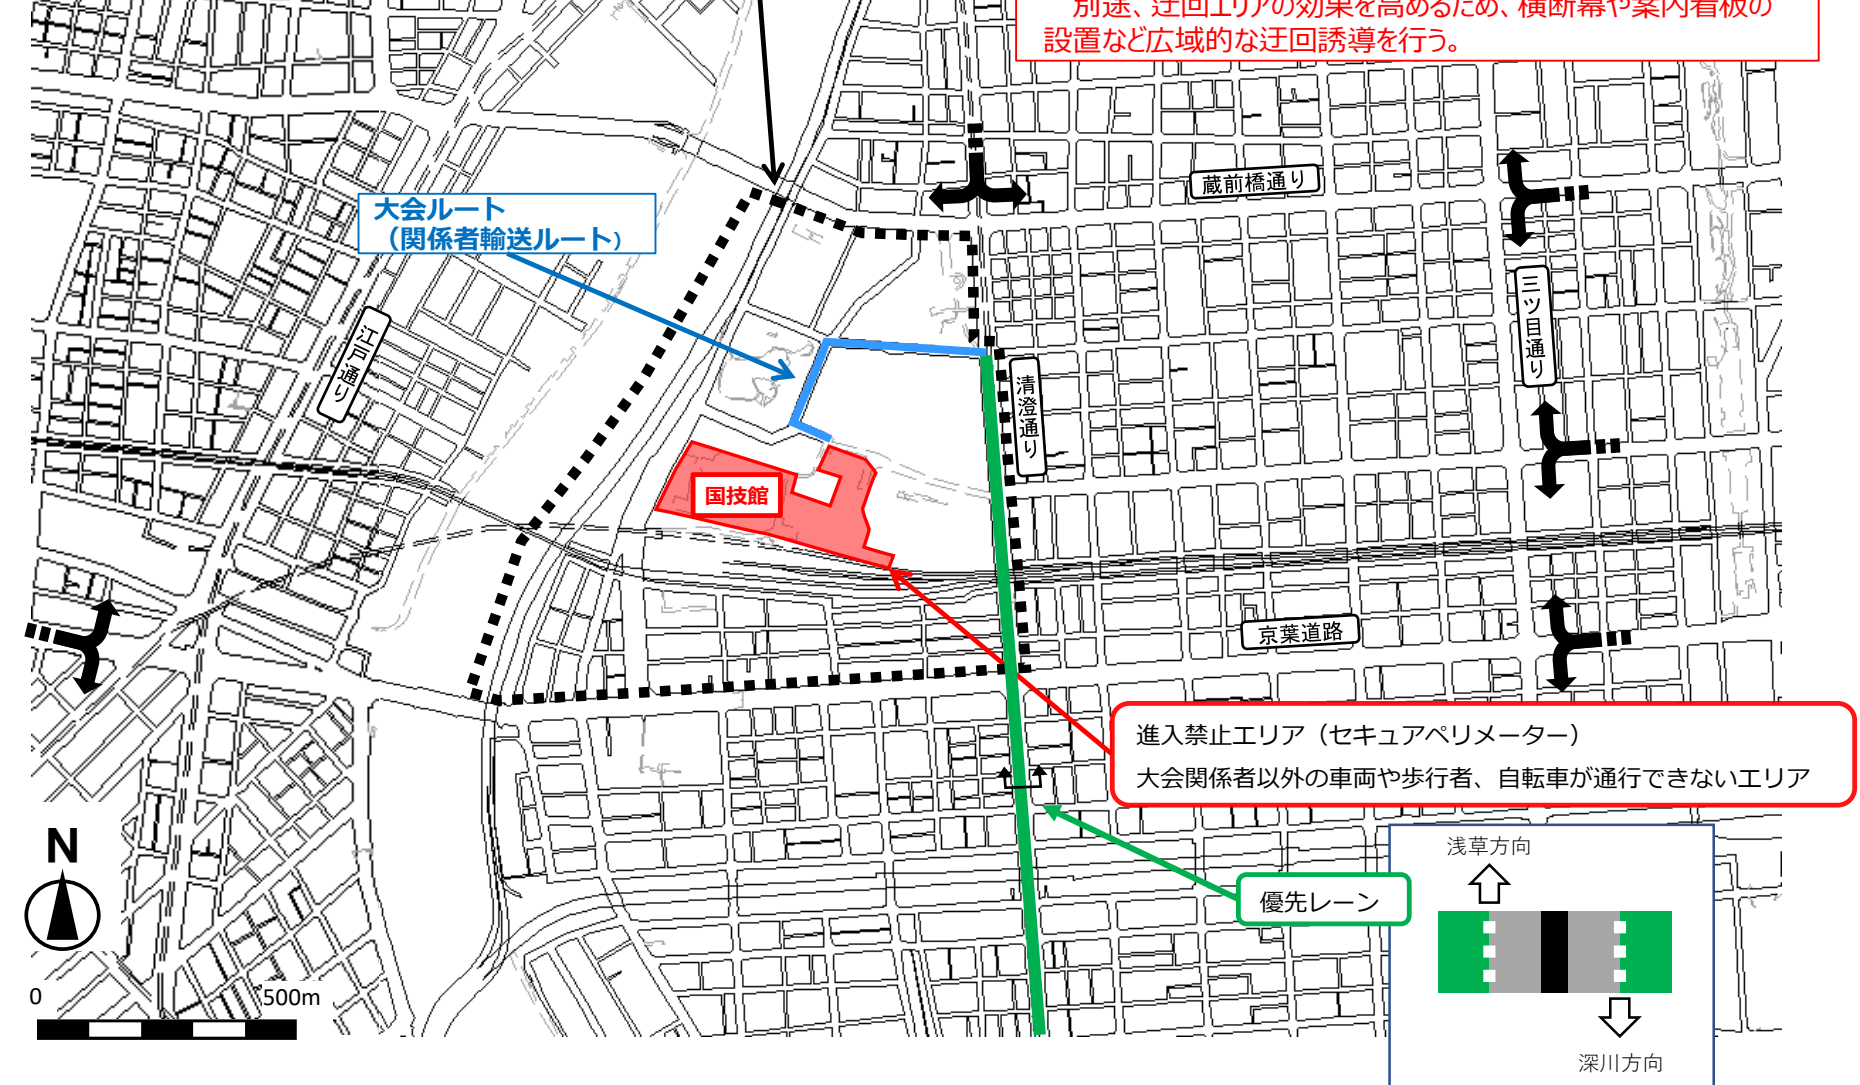 別途、迂回エリアの効果を高めるため、横断幕や案内看板の
設置など広域的な迂回誘導を行う。
蔵前橋通り
大会ルート
（関係者輸送ルート）
三ツ目通り
江戸通り
清澄通り
国技館
京葉道路
進入禁止エリア（セキュアペリメーター）
大会関係者以外の車両や歩行者、自転車が通行できないエリア
N
浅草方向
優先レーン
0
500m
深川方向